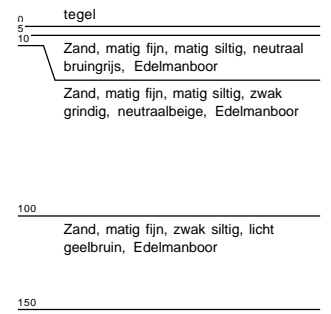 0
tegel
5
10
Zand, matig fijn, matig siltig, neutraal
bruingrijs, Edelmanboor
Zand, matig fijn, matig siltig, zwak
grindig, neutraalbeige, Edelmanboor
100
Zand, matig fijn, zwak siltig, licht
geelbruin, Edelmanboor
150